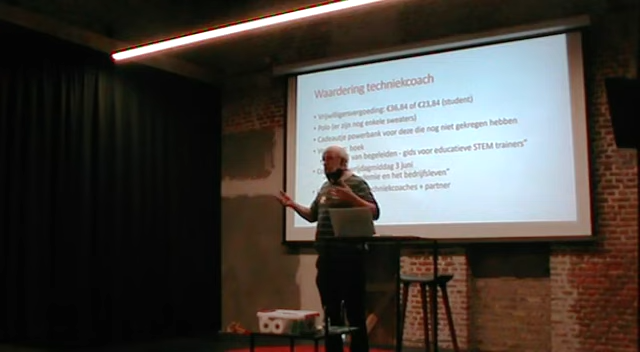 Waardering techniekcoach
• Vrijwilligersvergoeding: €36,84 of €23,84 (student)
• Polo (er zijn nog enkele sweaters)
• Cadeautje powerbank voor deze die nog niet gekregen hebben
boek
van begeleiden - gids voor educatieve STEM trainers"
3 juni
en het bedrijfsleven"
techniekcoaches + partner